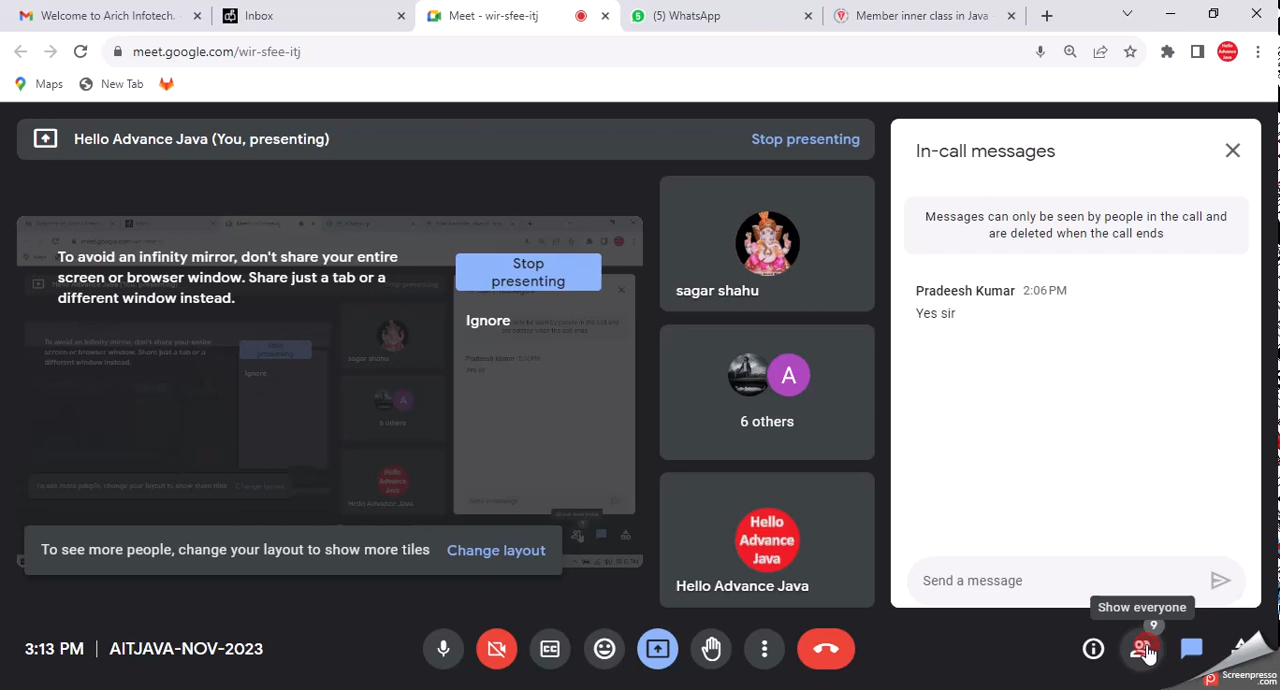 Welcome to Arich Infotech.
Inbox
Meet - wir-sfee-itj
(5) WhatsApp
Member inner class in Java
meet.google.com/wir-sfee-itj
Maps
New Tab
Hello Advance Java (You, presenting)
Stop presenting
To avoid an infinity mirror, don't share your entire
screen or browser window. Share just a tab or a
different window instead.
Stop
presenting
Ignore
sagar shahu
A
6 others
Hello
Advance
Java
Hello Advance Java
To see more people, change your layout to show more tiles
Change layout
In-call messages
Messages can only be seen by people in the call and
are deleted when the call ends
Pradeesh Kumar 2:06 PM
Yes sir
Send a message
Show everyone
9
3:13 PM
AITJAVA-NOV-2023
Screenpresso
.com